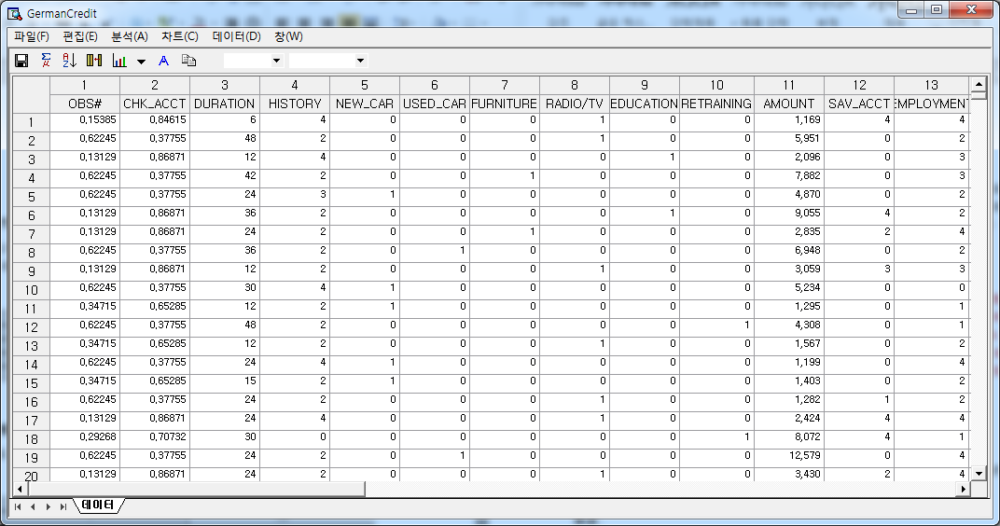 GermanCredit
파일(F) 편집(E) 분석(A) 차트(C) 데이터(D) 창(W)
1 2 3 4 5 6 7 8 9 10 11 12 13
OBS# CHK_ACCT DURATION HISTORY NEW_CAR USED_CAR FURNITURE RADIO/TV EDUCATION RETRAINING AMOUNT SAV_ACCT EMPLOYMENT
1 0,15385 0,84615 6 4 0 0 0 1 0 0 1,169 4 4
2 0,62245 0,37755 48 2 0 0 0 1 0 0 5,951 0 2
3 0,13129 0,86871 12 4 0 0 0 0 1 0 2,096 0 3
4 0,62245 0,37755 42 2 0 0 1 0 0 0 7,882 0 3
5 0,62245 0,37755 24 3 1 0 0 0 0 0 4,870 0 2
6 0,13129 0,86871 36 2 0 0 0 0 1 0 9,055 4 2
7 0,13129 0,86871 24 2 0 0 1 0 0 0 2,835 2 4
8 0,62245 0,37755 36 2 0 1 0 0 0 0 6,948 0 2
9 0,13129 0,86871 12 2 0 0 0 1 0 0 3,059 3 3
10 0,62245 0,37755 30 4 1 0 0 0 0 0 5,234 0 0
11 0,34715 0,65285 12 2 1 0 0 0 0 0 1,295 0 1
12 0,62245 0,37755 48 2 0 0 0 0 0 1 4,308 0 1
13 0,34715 0,65285 12 2 0 0 0 1 0 0 1,567 0 2
14 0,62245 0,37755 24 4 1 0 0 0 0 0 1,199 0 4
15 0,34715 0,65285 15 2 1 0 0 0 0 0 1,403 0 2
16 0,62245 0,37755 24 2 0 0 0 1 0 0 1,282 1 2
17 0,13129 0,86871 24 4 0 0 0 1 0 0 2,424 4 4
18 0,29268 0,70732 30 0 0 0 0 0 0 1 8,072 4 1
19 0,62245 0,37755 24 2 0 1 0 0 0 0 12,579 0 4
20 0,13129 0,86871 24 2 0 0 0 1 0 0 3,430 2 4
데이터